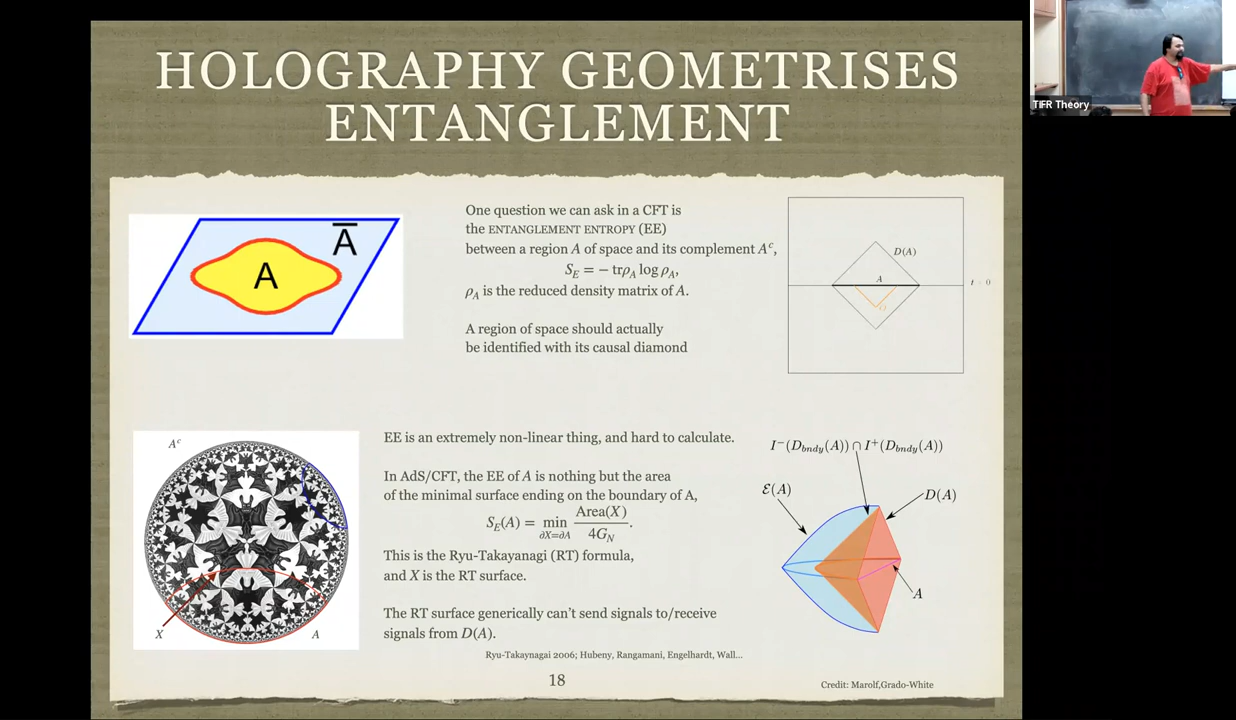 HOLOGRAPHY GEOMETRISES
ENTANGLEMENT
TIFR Theory
A
A
One question we can ask in a CFT is
the ENTANGLEMENT ENTROPY (EE)
between a region A of space and its complement Aᶜ,
S_E = − trρ_A log ρ_A,
ρ_A is the reduced density matrix of A.
A region of space should actually
be identified with its causal diamond
D(A)
A
t = 0
Aᶜ
X
A
EE is an extremely non-linear thing, and hard to calculate.
In AdS/CFT, the EE of A is nothing but the area
of the minimal surface ending on the boundary of A,
S_E(A) = min_{∂X=∂A} Area(X) / 4G_N.
This is the Ryu-Takayanagi (RT) formula,
and X is the RT surface.
The RT surface generically can't send signals to/receive
signals from D(A).
Ryu-Takaynagai 2006; Hubeny, Rangamani, Engelhardt, Wall...
I⁻(D_bndy(A)) ∩ I⁺(D_bndy(A))
ℰ(A)
D(A)
A
18
Credit: Marolf,Grado-White